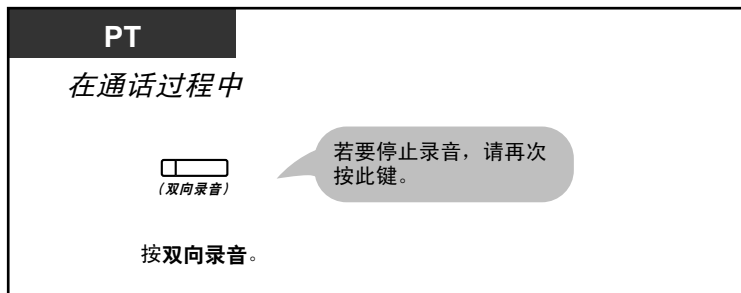 PT
在通话过程中
若要停止录音，请再次
按此键。
(双向录音)
按双向录音。